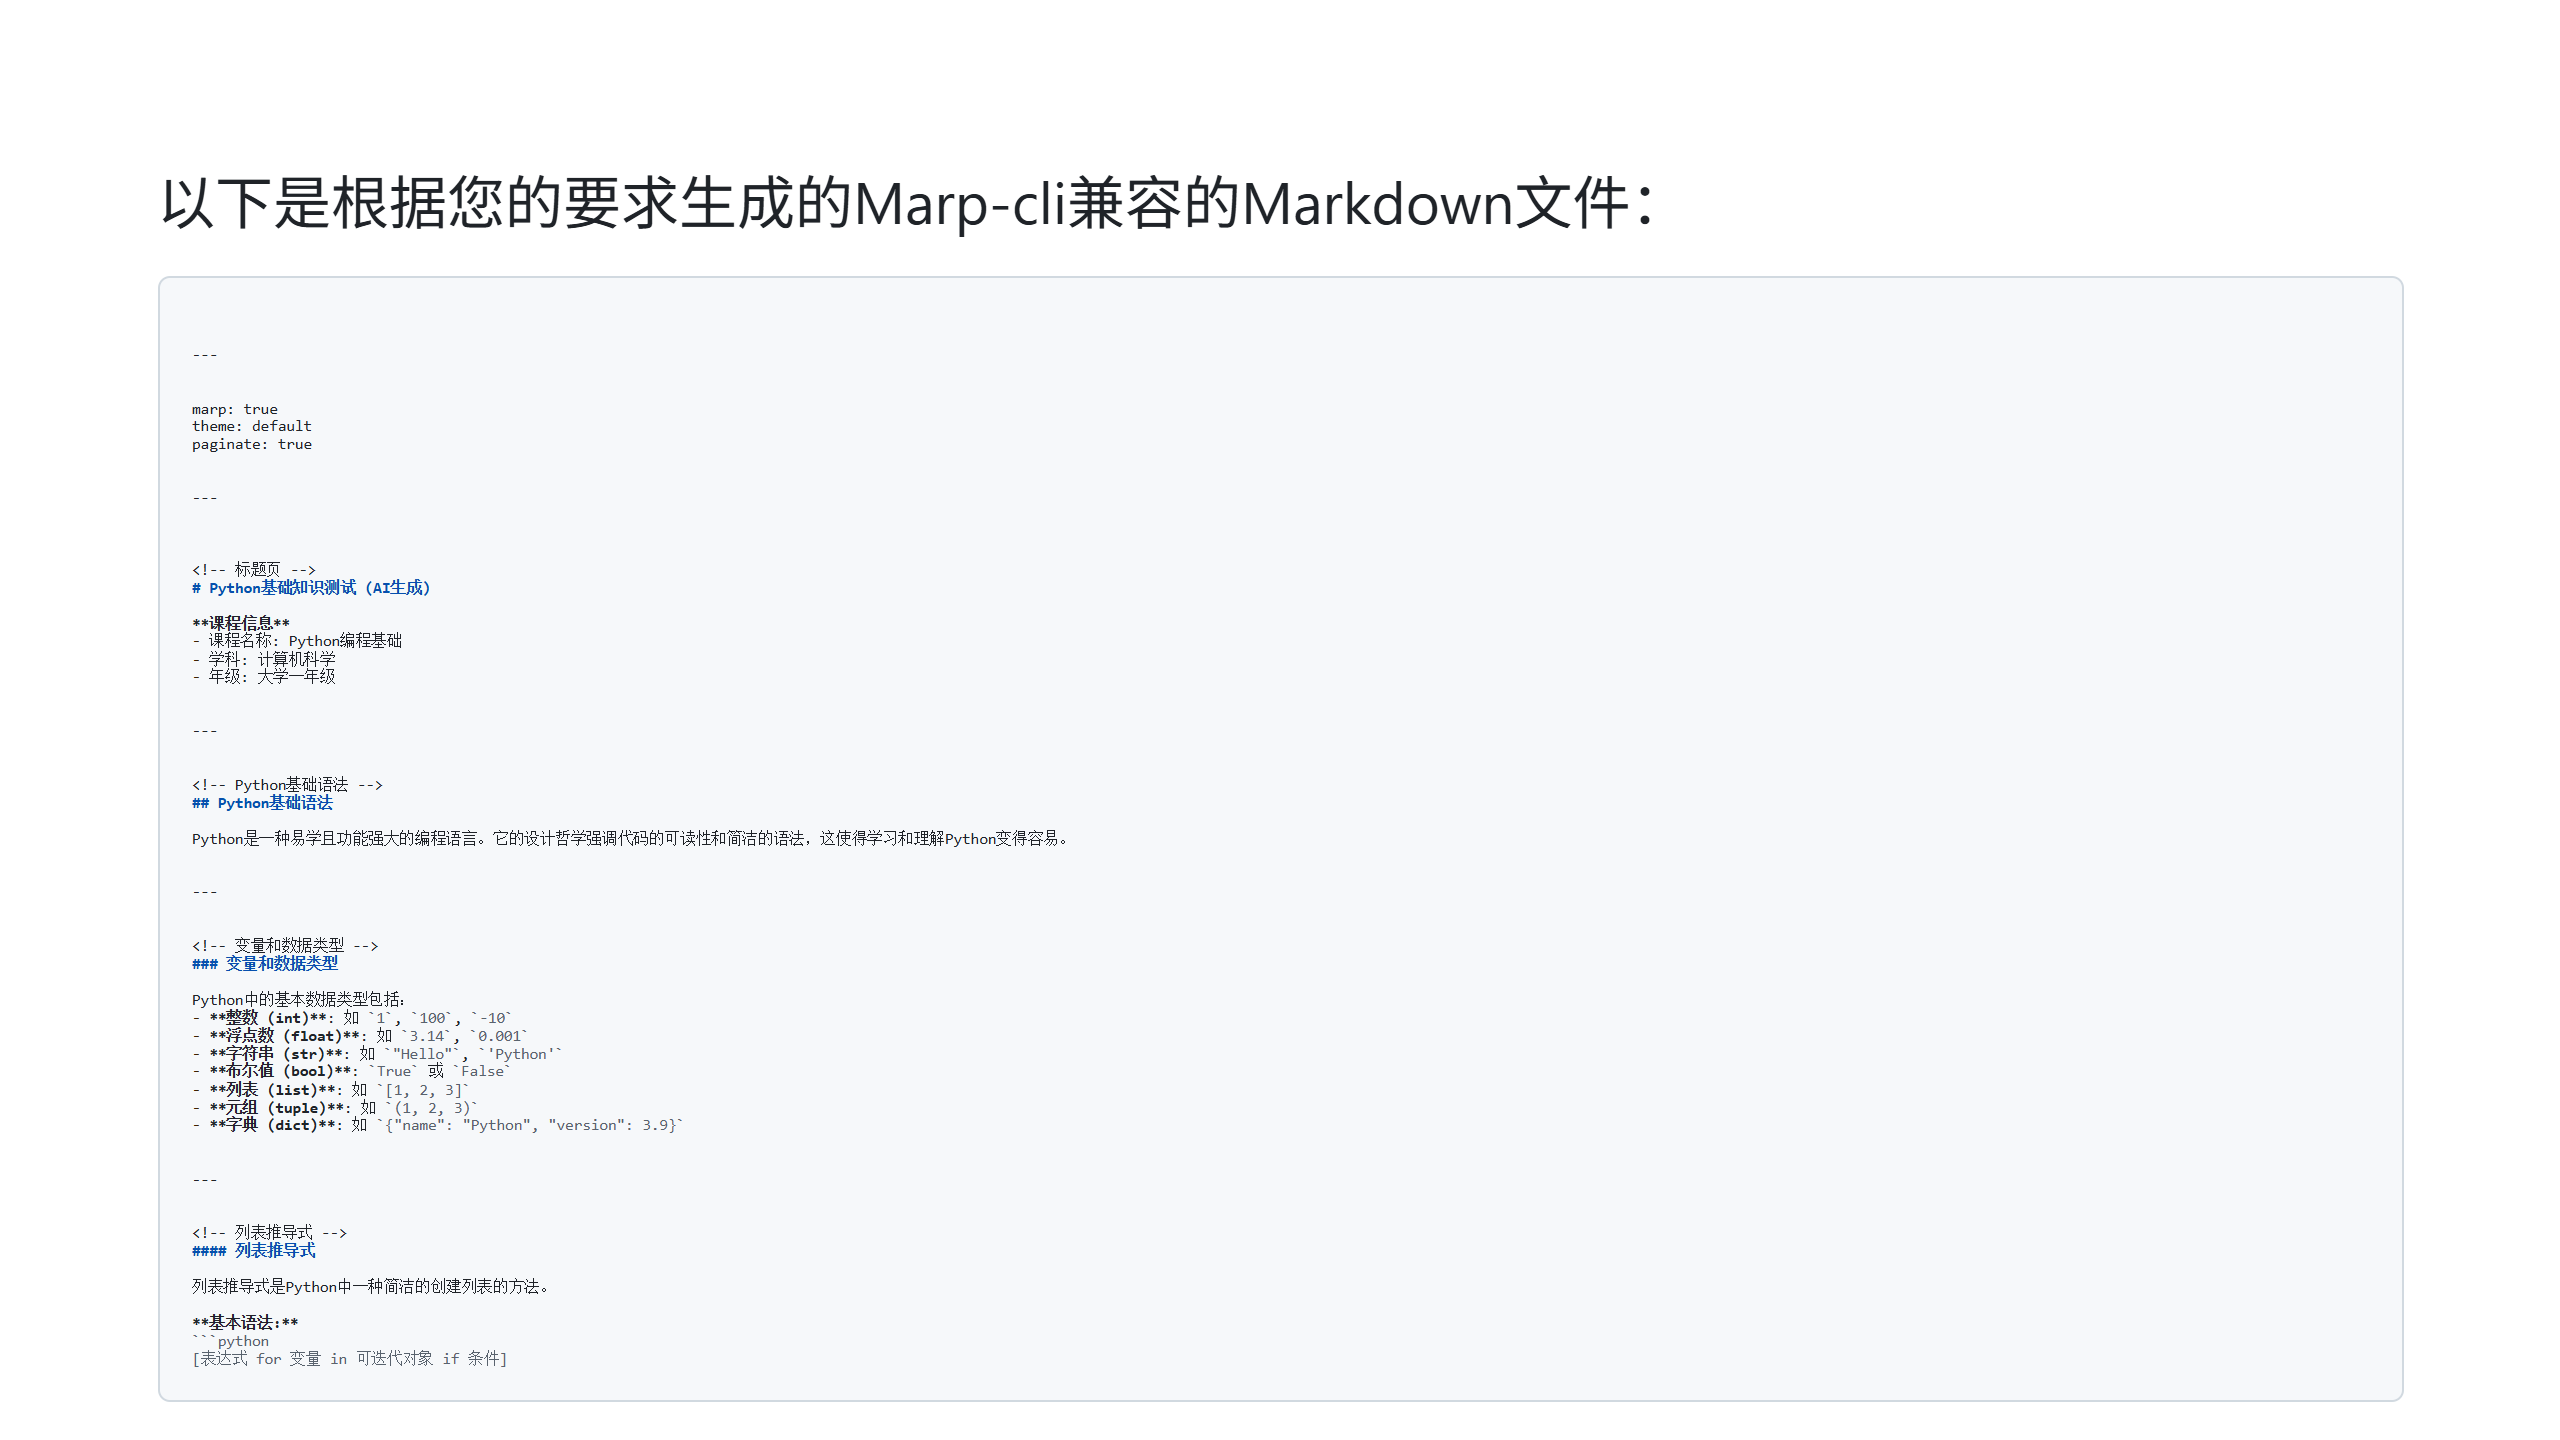 以下是根据您的要求生成的Marp-cli兼容的Markdown文件：
---
marp: true
theme: default
paginate: true
---
<!-- 标题页 -->
# Python基础知识测试（AI生成）
**课程信息**
- 课程名称: Python编程基础
- 学科: 计算机科学
- 年级: 大学一年级
---
<!-- Python基础语法 -->
## Python基础语法
Python是一种易学且功能强大的编程语言。它的设计哲学强调代码的可读性和简洁的语法，这使得学习和理解Python变得容易。
---
<!-- 变量和数据类型 -->
### 变量和数据类型
Python中的基本数据类型包括：
- **整数 (int)**: 如 `1`, `100`, `-10`
- **浮点数 (float)**: 如 `3.14`, `0.001`
- **字符串 (str)**: 如 `"Hello"`, `'Python'`
- **布尔值 (bool)**: `True` 或 `False`
- **列表 (list)**: 如 `[1, 2, 3]`
- **元组 (tuple)**: 如 `(1, 2, 3)`
- **字典 (dict)**: 如 `{"name": "Python", "version": 3.9}`
---
<!-- 列表推导式 -->
#### 列表推导式
列表推导式是Python中一种简洁的创建列表的方法。
**基本语法:**
```python
[表达式 for 变量 in 可迭代对象 if 条件]